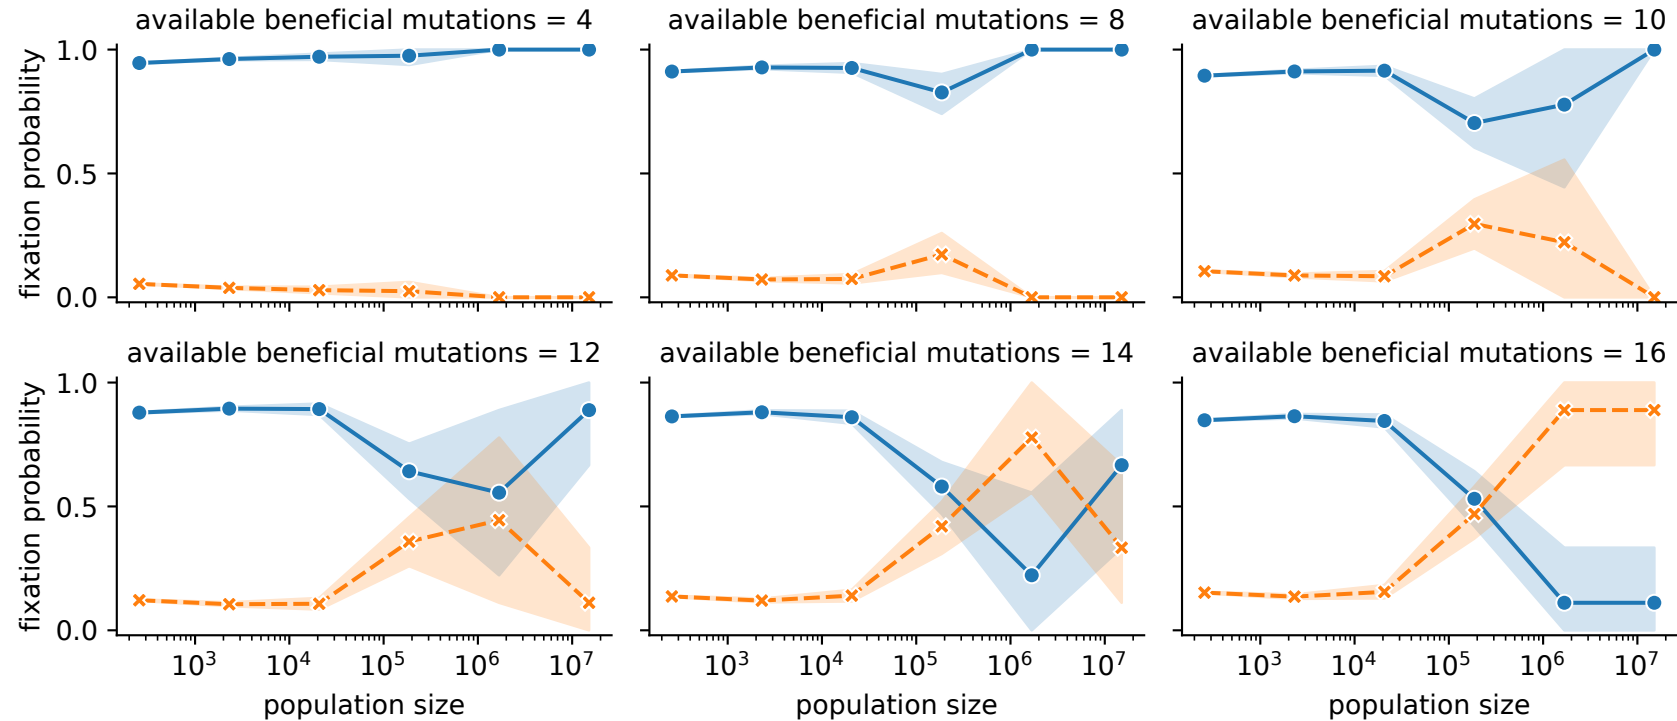 available beneficial mutations = 4
available beneficial mutations = 8
available beneficial mutations = 10
fixation probability
1.0
0.5
0.0
available beneficial mutations = 12
available beneficial mutations = 14
available beneficial mutations = 16
fixation probability
1.0
0.5
0.0
10³ 10⁴ 10⁵ 10⁶ 10⁷
10³ 10⁴ 10⁵ 10⁶ 10⁷
10³ 10⁴ 10⁵ 10⁶ 10⁷
population size
population size
population size